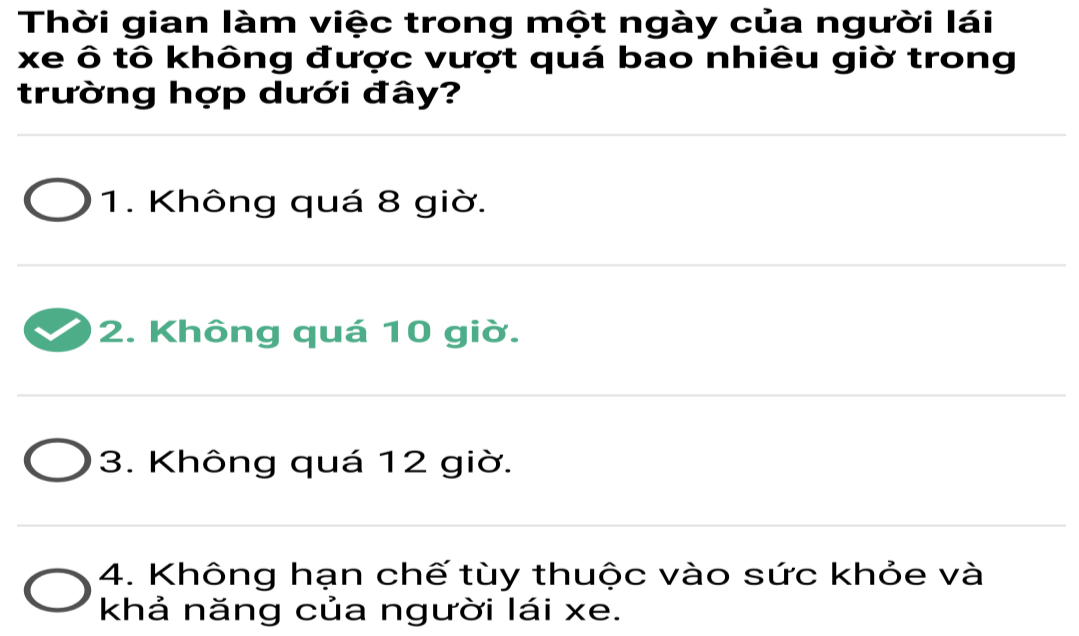 Thời gian làm việc trong một ngày của người lái
xe ô tô không được vượt quá bao nhiêu giờ trong
trường hợp dưới đây?
1. Không quá 8 giờ.
2. Không quá 10 giờ.
3. Không quá 12 giờ.
4. Không hạn chế tùy thuộc vào sức khỏe và
khả năng của người lái xe.